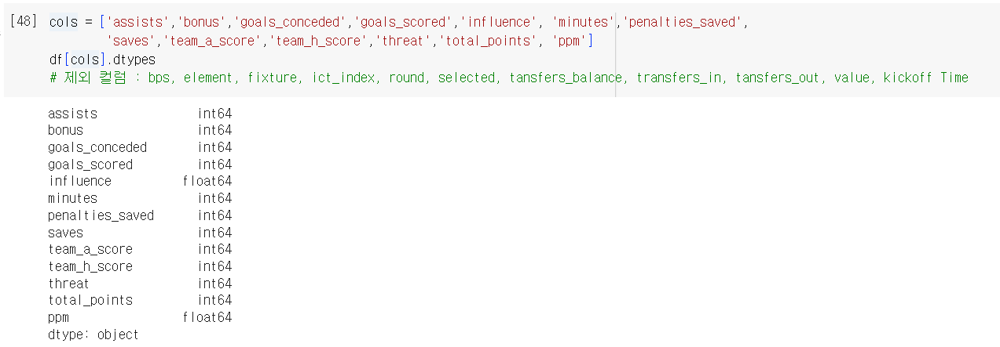 [48] cols = ['assists','bonus','goals_conceded','goals_scored','influence', 'minutes','penalties_saved',
'saves','team_a_score','team_h_score','threat','total_points', 'ppm']
df[cols].dtypes
# 제외 컬럼 : bps, element, fixture, ict_index, round, selected, tansfers_balance, transfers_in, tansfers_out, value, kickoff Time
assists int64
bonus int64
goals_conceded int64
goals_scored int64
influence float64
minutes int64
penalties_saved int64
saves int64
team_a_score int64
team_h_score int64
threat int64
total_points int64
ppm float64
dtype: object